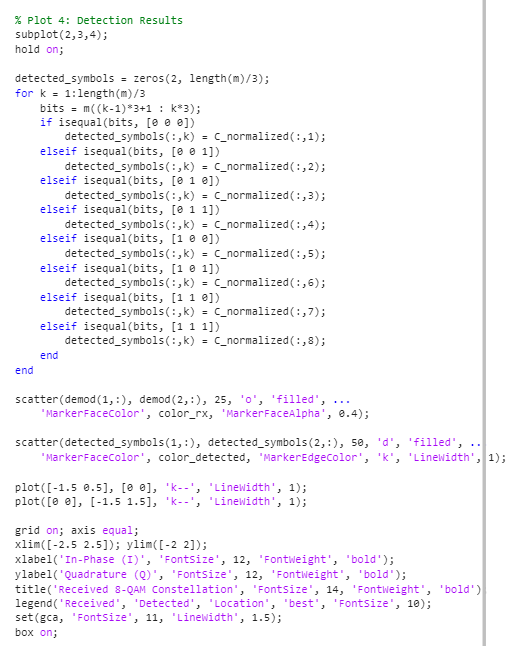 % Plot 4: Detection Results
subplot(2,3,4);
hold on;
detected_symbols = zeros(2, length(m)/3);
for k = 1:length(m)/3
bits = m((k-1)*3+1 : k*3);
if isequal(bits, [0 0 0])
detected_symbols(:,k) = C_normalized(:,1);
elseif isequal(bits, [0 0 1])
detected_symbols(:,k) = C_normalized(:,2);
elseif isequal(bits, [0 1 0])
detected_symbols(:,k) = C_normalized(:,3);
elseif isequal(bits, [0 1 1])
detected_symbols(:,k) = C_normalized(:,4);
elseif isequal(bits, [1 0 0])
detected_symbols(:,k) = C_normalized(:,5);
elseif isequal(bits, [1 0 1])
detected_symbols(:,k) = C_normalized(:,6);
elseif isequal(bits, [1 1 0])
detected_symbols(:,k) = C_normalized(:,7);
elseif isequal(bits, [1 1 1])
detected_symbols(:,k) = C_normalized(:,8);
end
end
scatter(demod(1,:), demod(2,:), 25, 'o', 'filled', ...
'MarkerFaceColor', color_rx, 'MarkerFaceAlpha', 0.4);
scatter(detected_symbols(1,:), detected_symbols(2,:), 50, 'd', 'filled', ..
'MarkerFaceColor', color_detected, 'MarkerEdgeColor', 'k', 'LineWidth', 1);
plot([-1.5 0.5], [0 0], 'k--', 'LineWidth', 1);
plot([0 0], [-1.5 1.5], 'k--', 'LineWidth', 1);
grid on; axis equal;
xlim([-2.5 2.5]); ylim([-2 2]);
xlabel('In-Phase (I)', 'FontSize', 12, 'FontWeight', 'bold');
ylabel('Quadrature (Q)', 'FontSize', 12, 'FontWeight', 'bold');
title('Received 8-QAM Constellation', 'FontSize', 14, 'FontWeight', 'bold')
legend('Received', 'Detected', 'Location', 'best', 'FontSize', 10);
set(gca, 'FontSize', 11, 'LineWidth', 1.5);
box on;